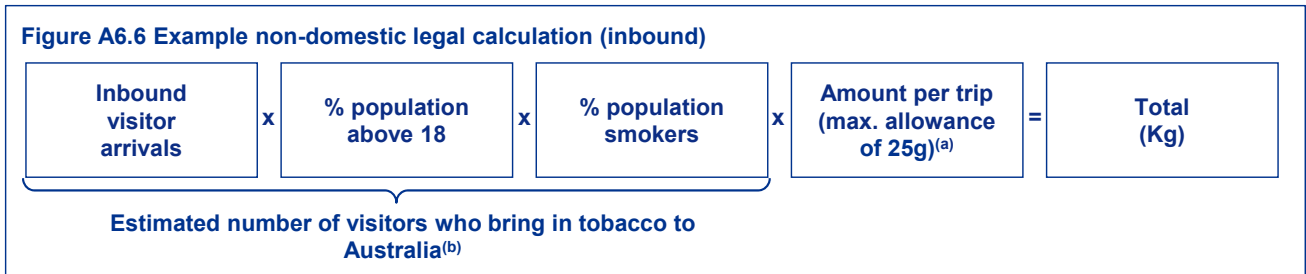 Figure A6.6 Example non-domestic legal calculation (inbound)
Inbound
visitor
arrivals
x
% population
above 18
x
% population
smokers
x
Amount per trip
(max. allowance
of 25g)(a)
=
Total
(Kg)
Estimated number of visitors who bring in tobacco to
Australia(b)